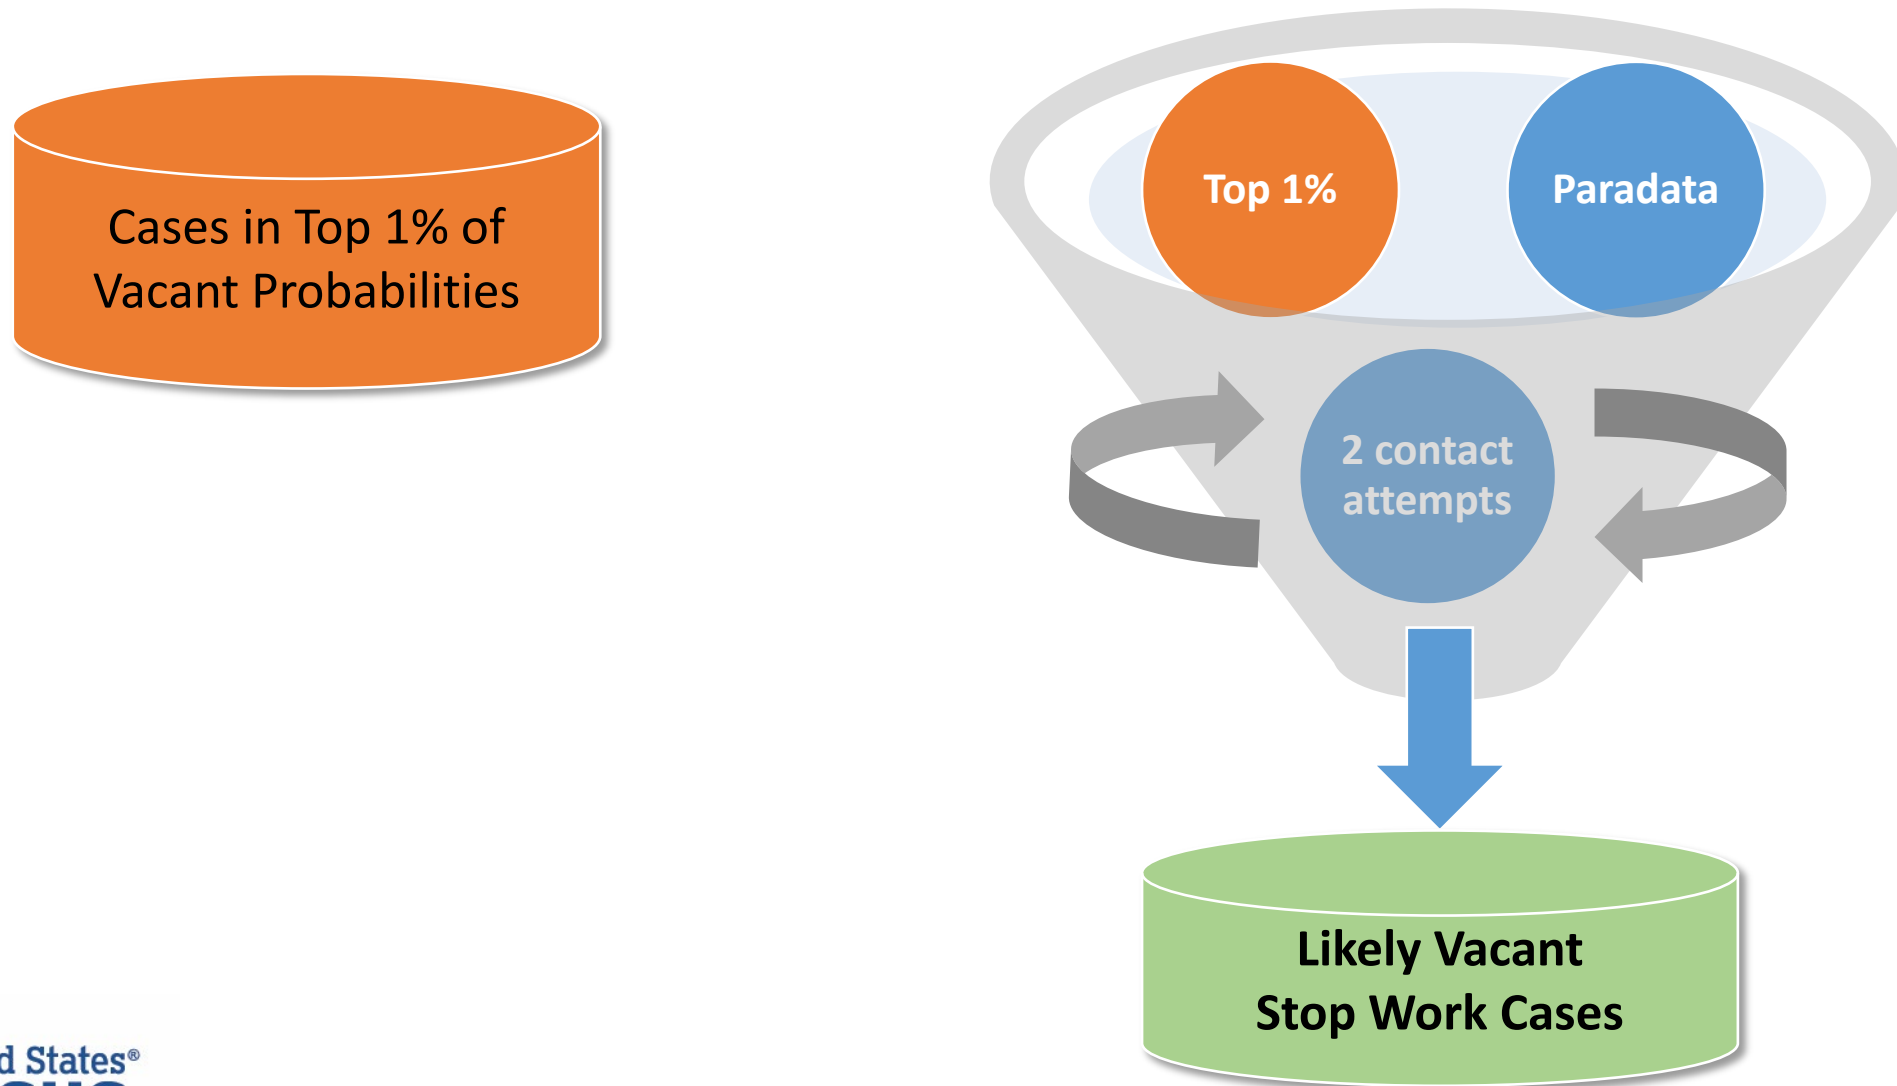 Cases in Top 1% of
Vacant Probabilities
Top 1%
Paradata
2 contact
attempts
Likely Vacant
Stop Work Cases
States®